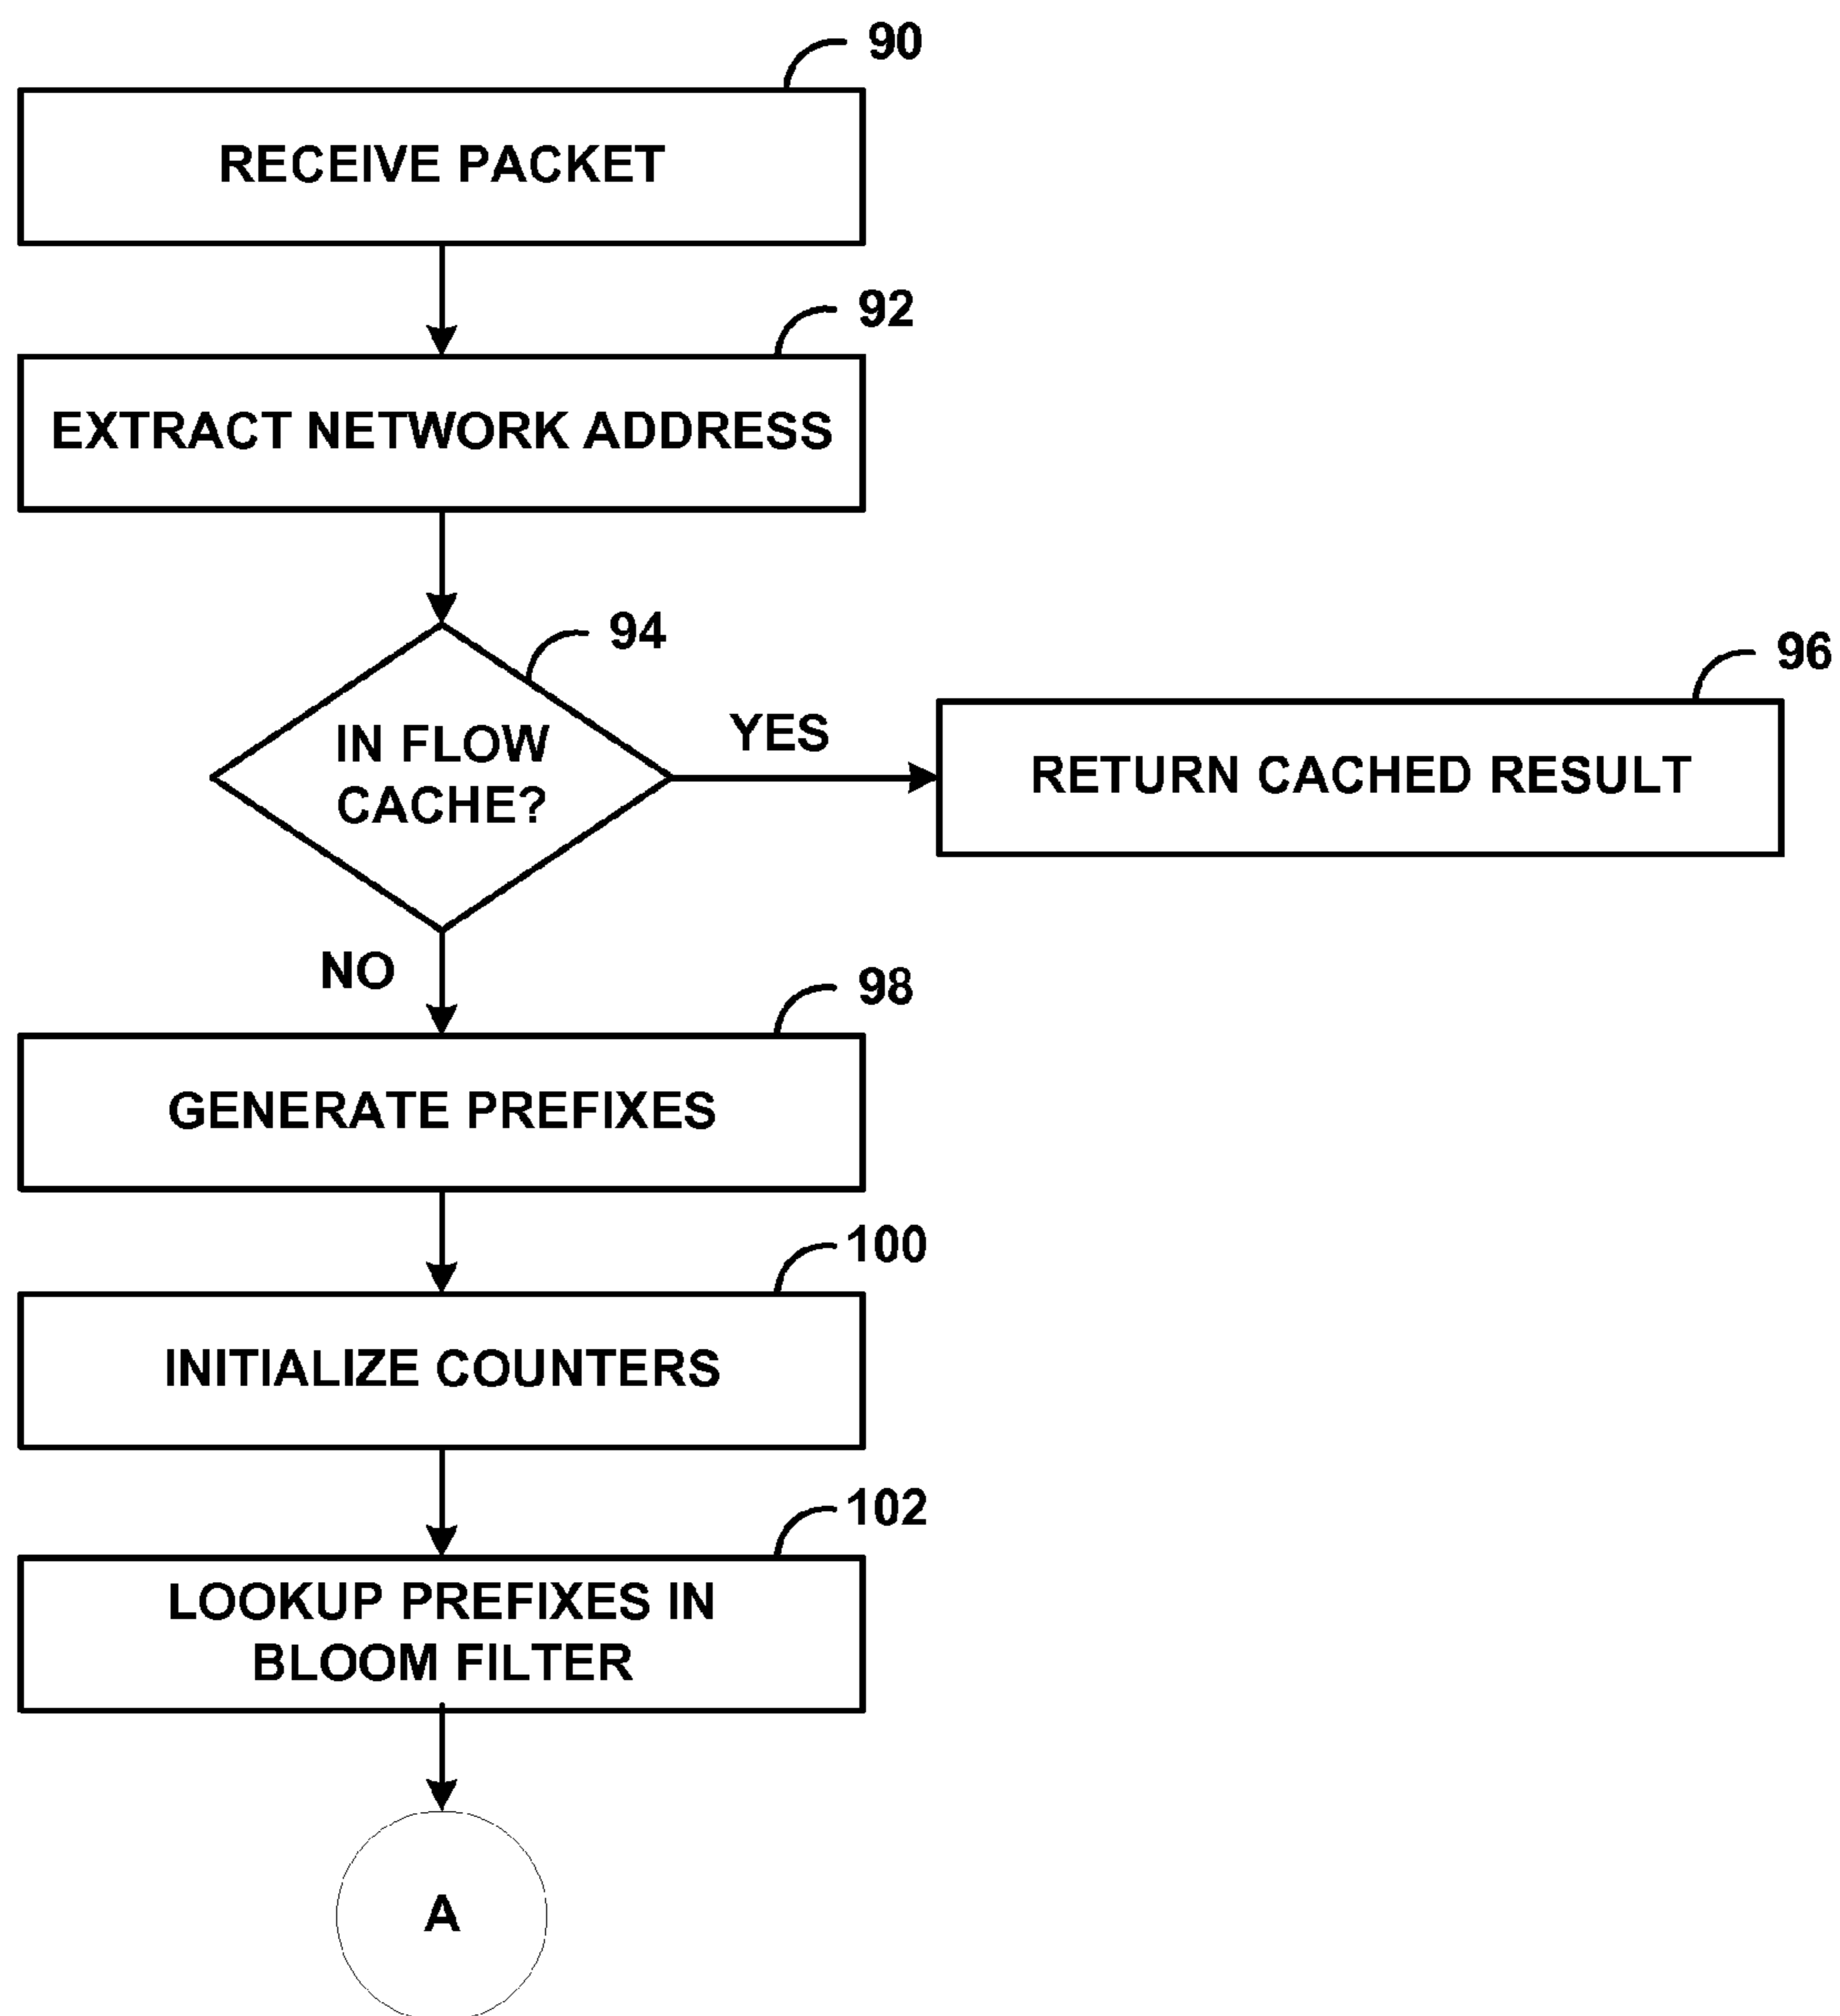 90
RECEIVE PACKET
92
EXTRACT NETWORK ADDRESS
94
IN FLOW
CACHE?
YES
96
RETURN CACHED RESULT
NO
98
GENERATE PREFIXES
100
INITIALIZE COUNTERS
102
LOOKUP PREFIXES IN
BLOOM FILTER
A